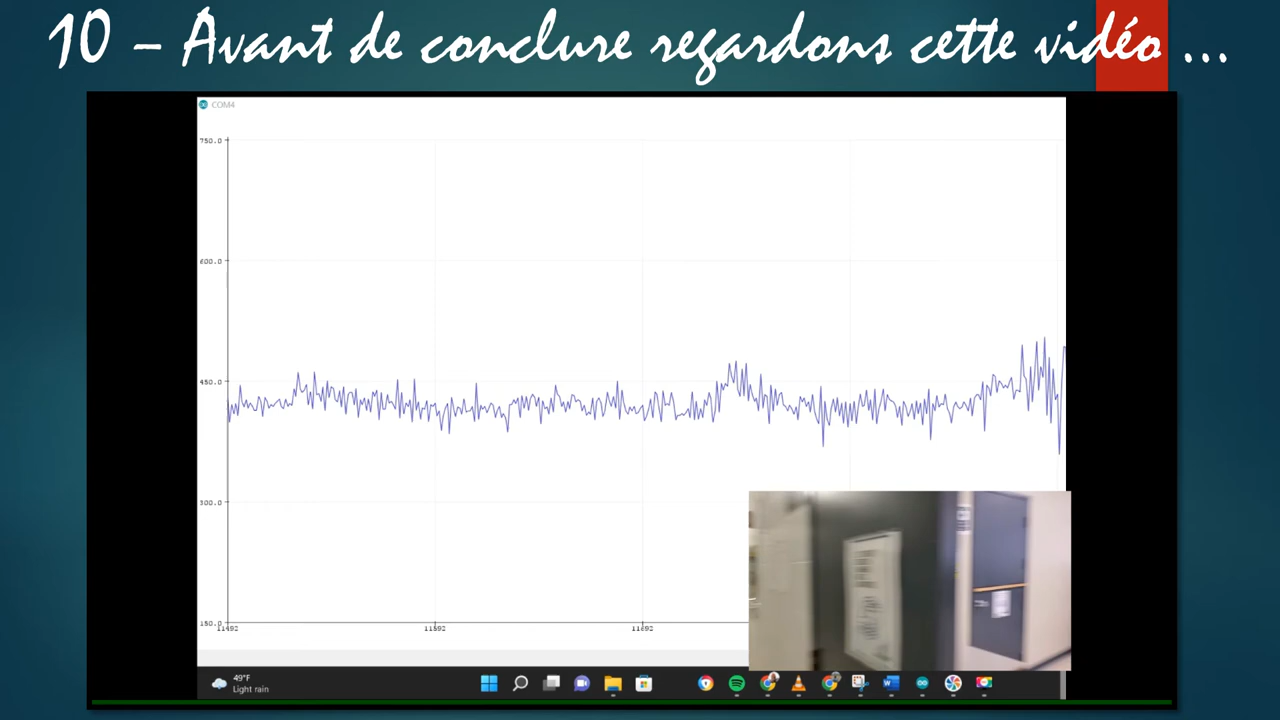 10 – Avant de conclure regardons cette vidéo ...
COM4
750.0
600.0
450.0
300.0
150.0
11492
11592
11692
49°F
Light rain